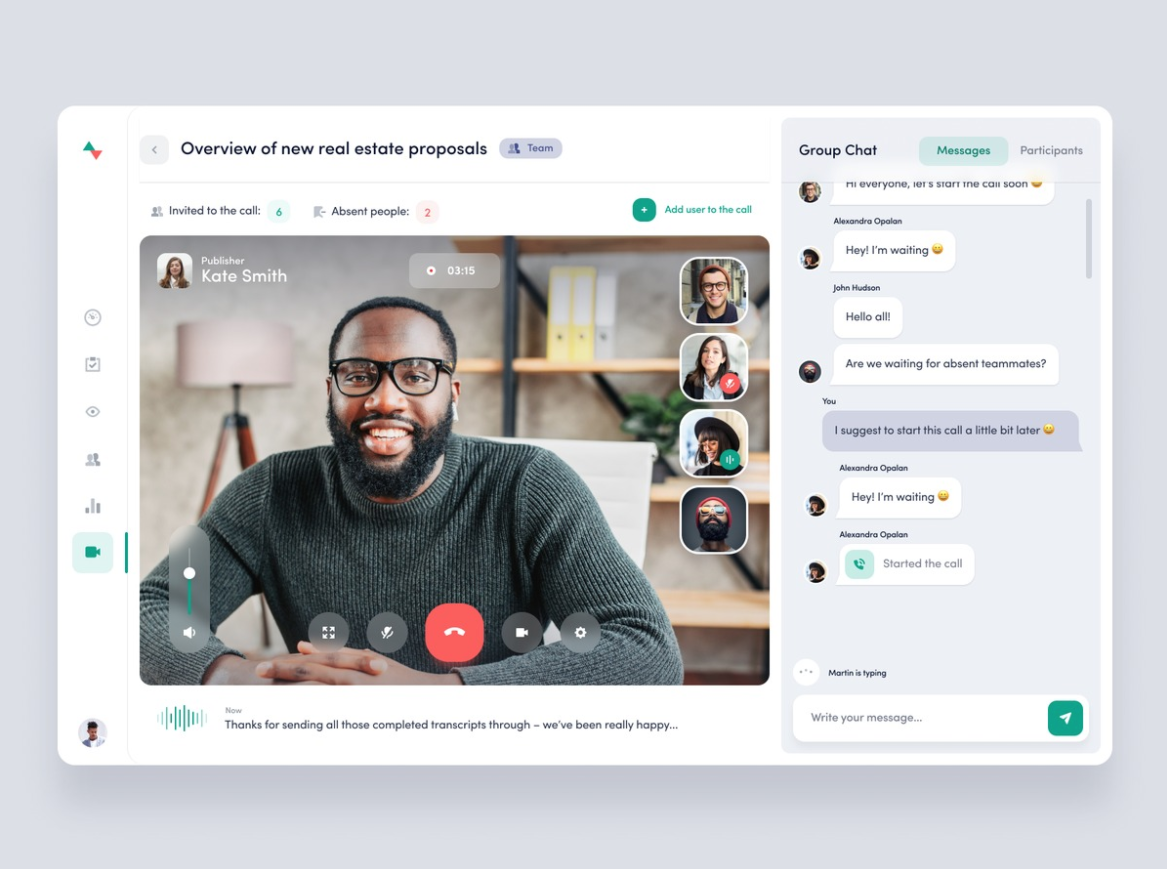 Overview of new real estate proposals
Team
Invited to the call: 6
Absent people: 2
Add user to the call
Publisher
Kate Smith
03:15
Now
Thanks for sending all those completed transcripts through – we've been really happy...
Group Chat
Messages
Participants
Hi everyone, let's start the call soon 😀
Alexandra Opalan
Hey! I'm waiting 😀
John Hudson
Hello all!
Are we waiting for absent teammates?
You
I suggest to start this call a little bit later 😀
Alexandra Opalan
Hey! I'm waiting 😀
Alexandra Opalan
Started the call
Martin is typing
Write your message...